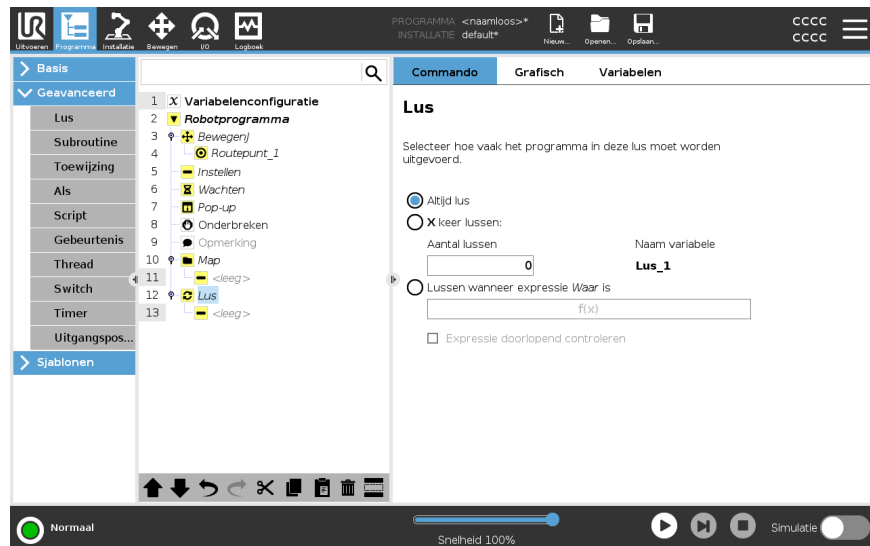 PROGRAMMA <naamloos>*
INSTALLATIE default*
Uitvoeren Programma Installatie Bewegen I/O Logboek
Nieuw... Openen... Opslaan...
CCCC
CCCC
Basis
Geavanceerd
Lus
Subroutine
Toewijzing
Als
Script
Gebeurtenis
Thread
Switch
Timer
Uitgangspos...
Sjablonen
1 X Variabelenconfiguratie
2 Robotprogramma
3 BewegenJ
4 Routepunt_1
5 Instellen
6 Wachten
7 Pop-up
8 Onderbreken
9 Opmerking
10 Map
11 <leeg>
12 Lus
13 <leeg>
Commando Grafisch Variabelen
Lus
Selecteer hoe vaak het programma in deze lus moet worden
uitgevoerd.
Altijd lus
X keer lussen:
Aantal lussen Naam variabele
0 Lus_1
Lussen wanneer expressie Waar is
f(x)
Expressie doorlopend controleren
Normaal
Snelheid 100%
Simulatie